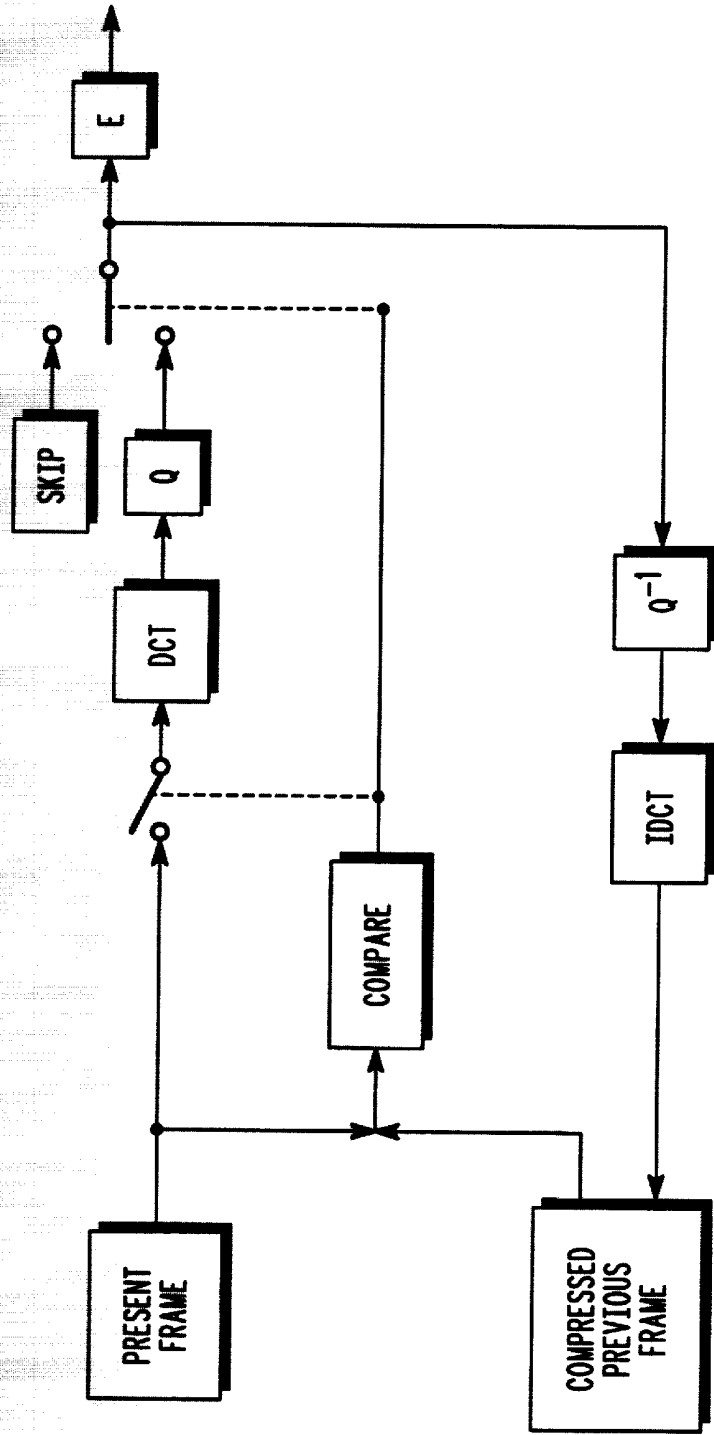 PRESENT
FRAME
COMPRESSED
PREVIOUS
FRAME
COMPARE
DCT
Q
SKIP
E
IDCT
Q⁻¹